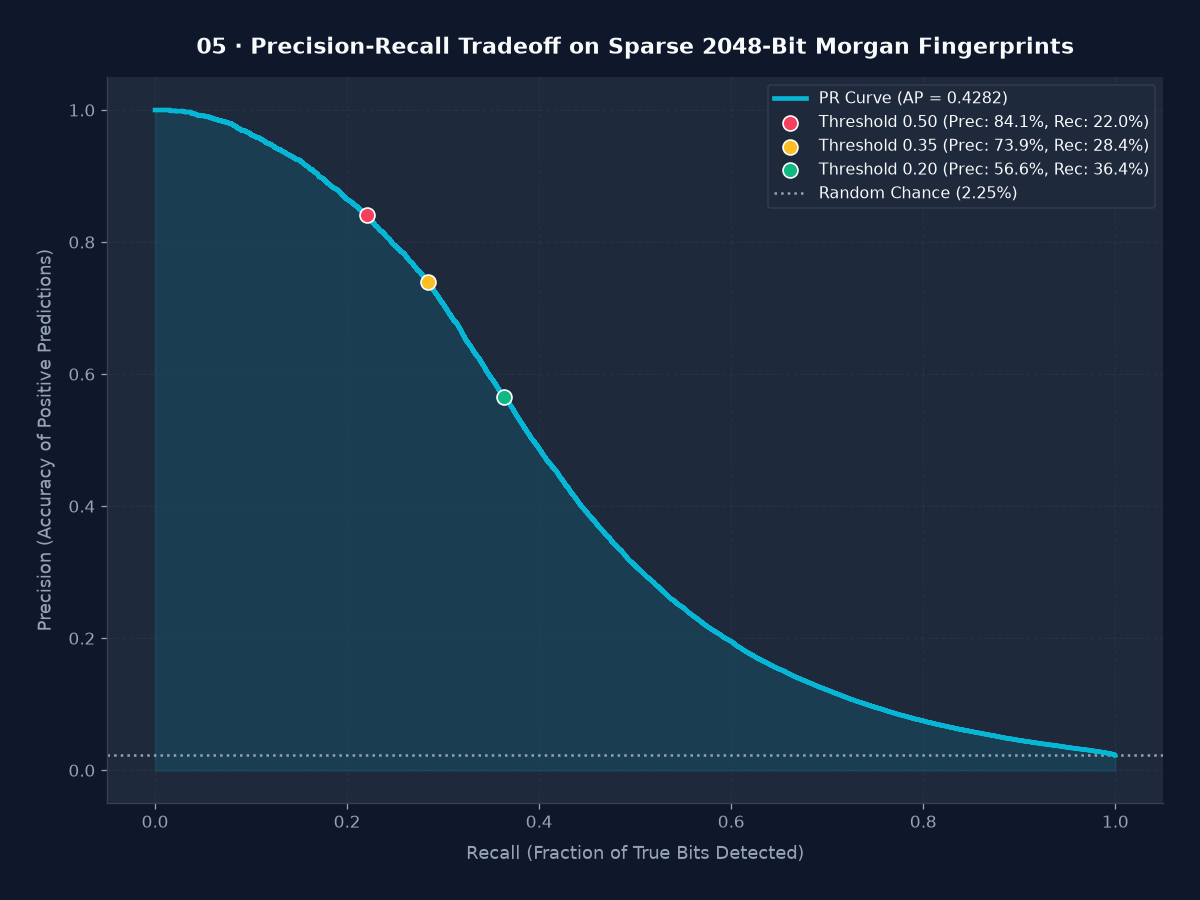 05 · Precision-Recall Tradeoff on Sparse 2048-Bit Morgan Fingerprints
PR Curve (AP = 0.4282)
Threshold 0.50 (Prec: 84.1%, Rec: 22.0%)
Threshold 0.35 (Prec: 73.9%, Rec: 28.4%)
Threshold 0.20 (Prec: 56.6%, Rec: 36.4%)
Random Chance (2.25%)
Precision (Accuracy of Positive Predictions)
1.0
0.8
0.6
0.4
0.2
0.0
0.0 0.2 0.4 0.6 0.8 1.0
Recall (Fraction of True Bits Detected)